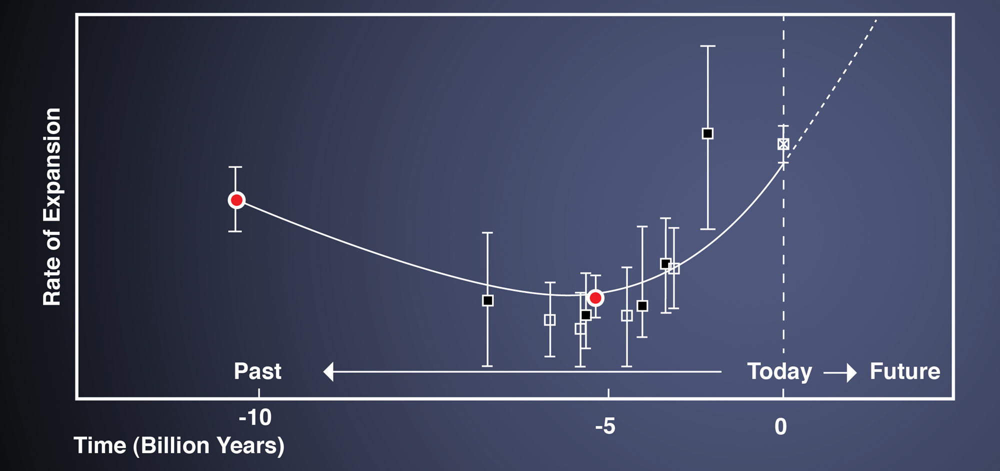 Rate of Expansion
Past
Today
Future
-10
-5
0
Time (Billion Years)